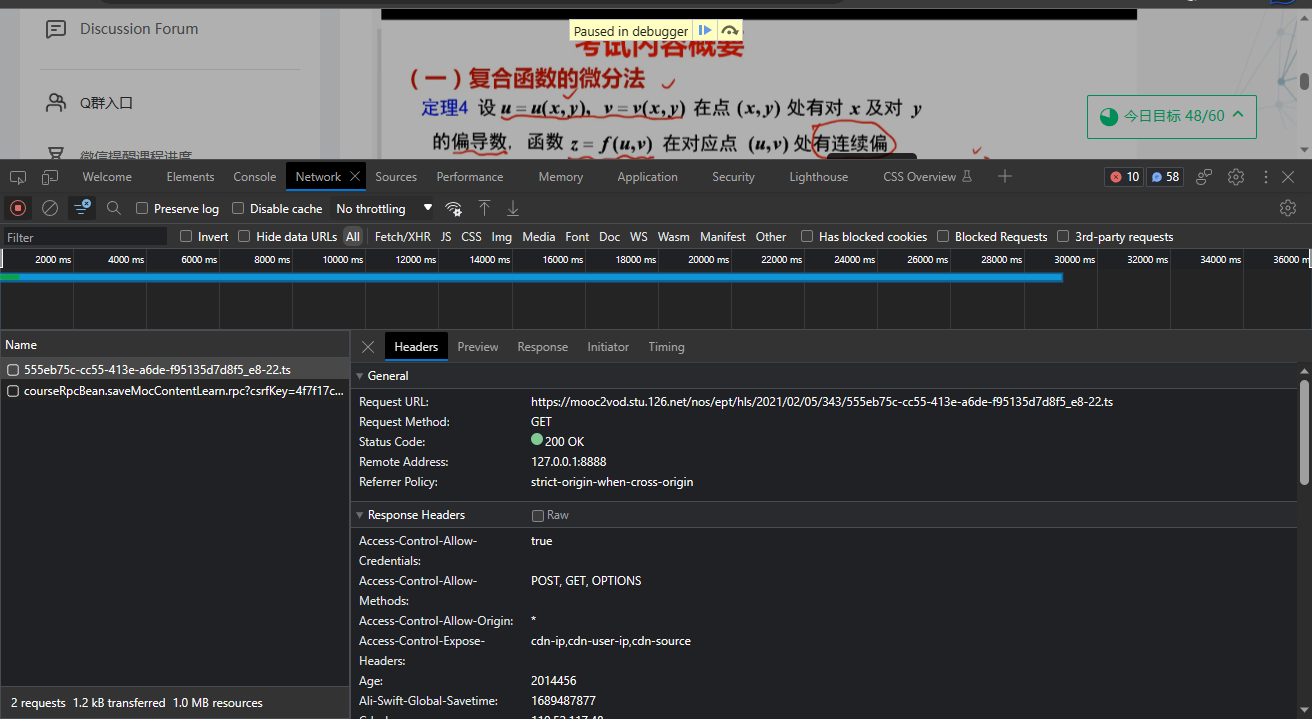 Discussion Forum
Paused in debugger
考试内容概要
（一）复合函数的微分法
Q群入口
定理4 设 u = u(x, y), v = v(x, y) 在点 (x, y) 处有对 x 及对 y
今日目标 48/60
的偏导数, 函数 z = f(u,v) 在对应点 (u,v) 处有连续偏
微信提醒课程进度
Welcome Elements Console Network Sources Performance Memory Application Security Lighthouse CSS Overview 10 58
Preserve log Disable cache No throttling
Filter Invert Hide data URLs All Fetch/XHR JS CSS Img Media Font Doc WS Wasm Manifest Other Has blocked cookies Blocked Requests 3rd-party requests
2000 ms 4000 ms 6000 ms 8000 ms 10000 ms 12000 ms 14000 ms 16000 ms 18000 ms 20000 ms 22000 ms 24000 ms 26000 ms 28000 ms 30000 ms 32000 ms 34000 ms 36000 m
Name
555eb75c-cc55-413e-a6de-f95135d7d8f5_e8-22.ts
courseRpcBean.saveMocContentLearn.rpc?csrfKey=4f7f17c...
2 requests 1.2 kB transferred 1.0 MB resources
Headers Preview Response Initiator Timing
General
Request URL: https://mooc2vod.stu.126.net/nos/ept/hls/2021/02/05/343/555eb75c-cc55-413e-a6de-f95135d7d8f5_e8-22.ts
Request Method: GET
Status Code: 200 OK
Remote Address: 127.0.0.1:8888
Referrer Policy: strict-origin-when-cross-origin
Response Headers Raw
Access-Control-Allow- true
Credentials:
Access-Control-Allow- POST, GET, OPTIONS
Methods:
Access-Control-Allow-Origin: *
Access-Control-Expose- cdn-ip,cdn-user-ip,cdn-source
Headers:
Age: 2014456
Ali-Swift-Global-Savetime: 1689487877